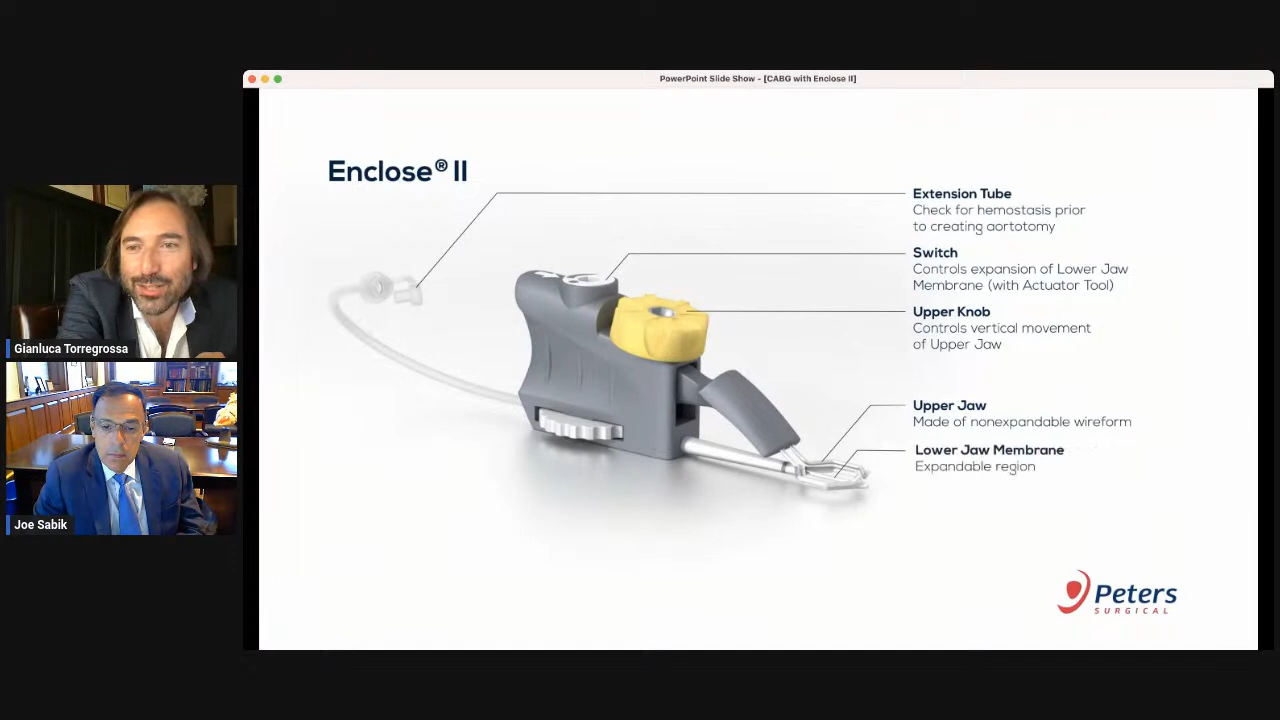 PowerPoint Slide Show - [CABG with Enclose II]
Enclose® II
Extension Tube
Check for hemostasis prior
to creating aortotomy
Switch
Controls expansion of Lower Jaw
Membrane (with Actuator Tool)
Upper Knob
Controls vertical movement
of Upper Jaw
Upper Jaw
Made of nonexpandable wireform
Lower Jaw Membrane
Expandable region
Peters
SURGICAL
Gianluca Torregrossa
Joe Sabik